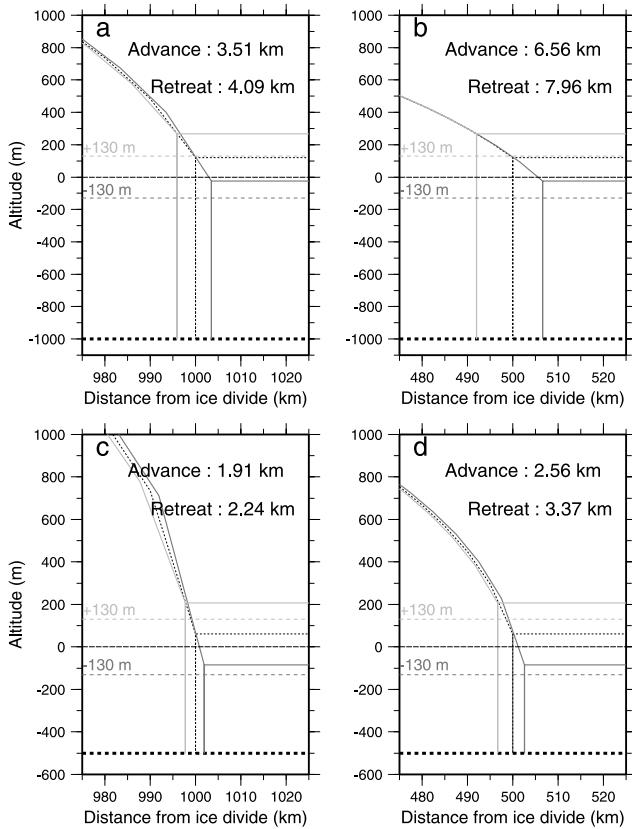 a
Advance : 3.51 km
Retreat : 4.09 km
+130 m
-130 m
1000
800
600
400
200
0
-200
-400
-600
-800
-1000
Altitude (m)
980 990 1000 1010 1020
Distance from ice divide (km)
b
Advance : 6.56 km
Retreat : 7.96 km
+130 m
-130 m
1000
800
600
400
200
0
-200
-400
-600
-800
-1000
480 490 500 510 520
Distance from ice divide (km)
c
Advance : 1.91 km
Retreat : 2.24 km
+130 m
-130 m
1000
800
600
400
200
0
-200
-400
-600
Altitude (m)
980 990 1000 1010 1020
Distance from ice divide (km)
d
Advance : 2.56 km
Retreat : 3.37 km
+130 m
-130 m
1000
800
600
400
200
0
-200
-400
-600
480 490 500 510 520
Distance from ice divide (km)